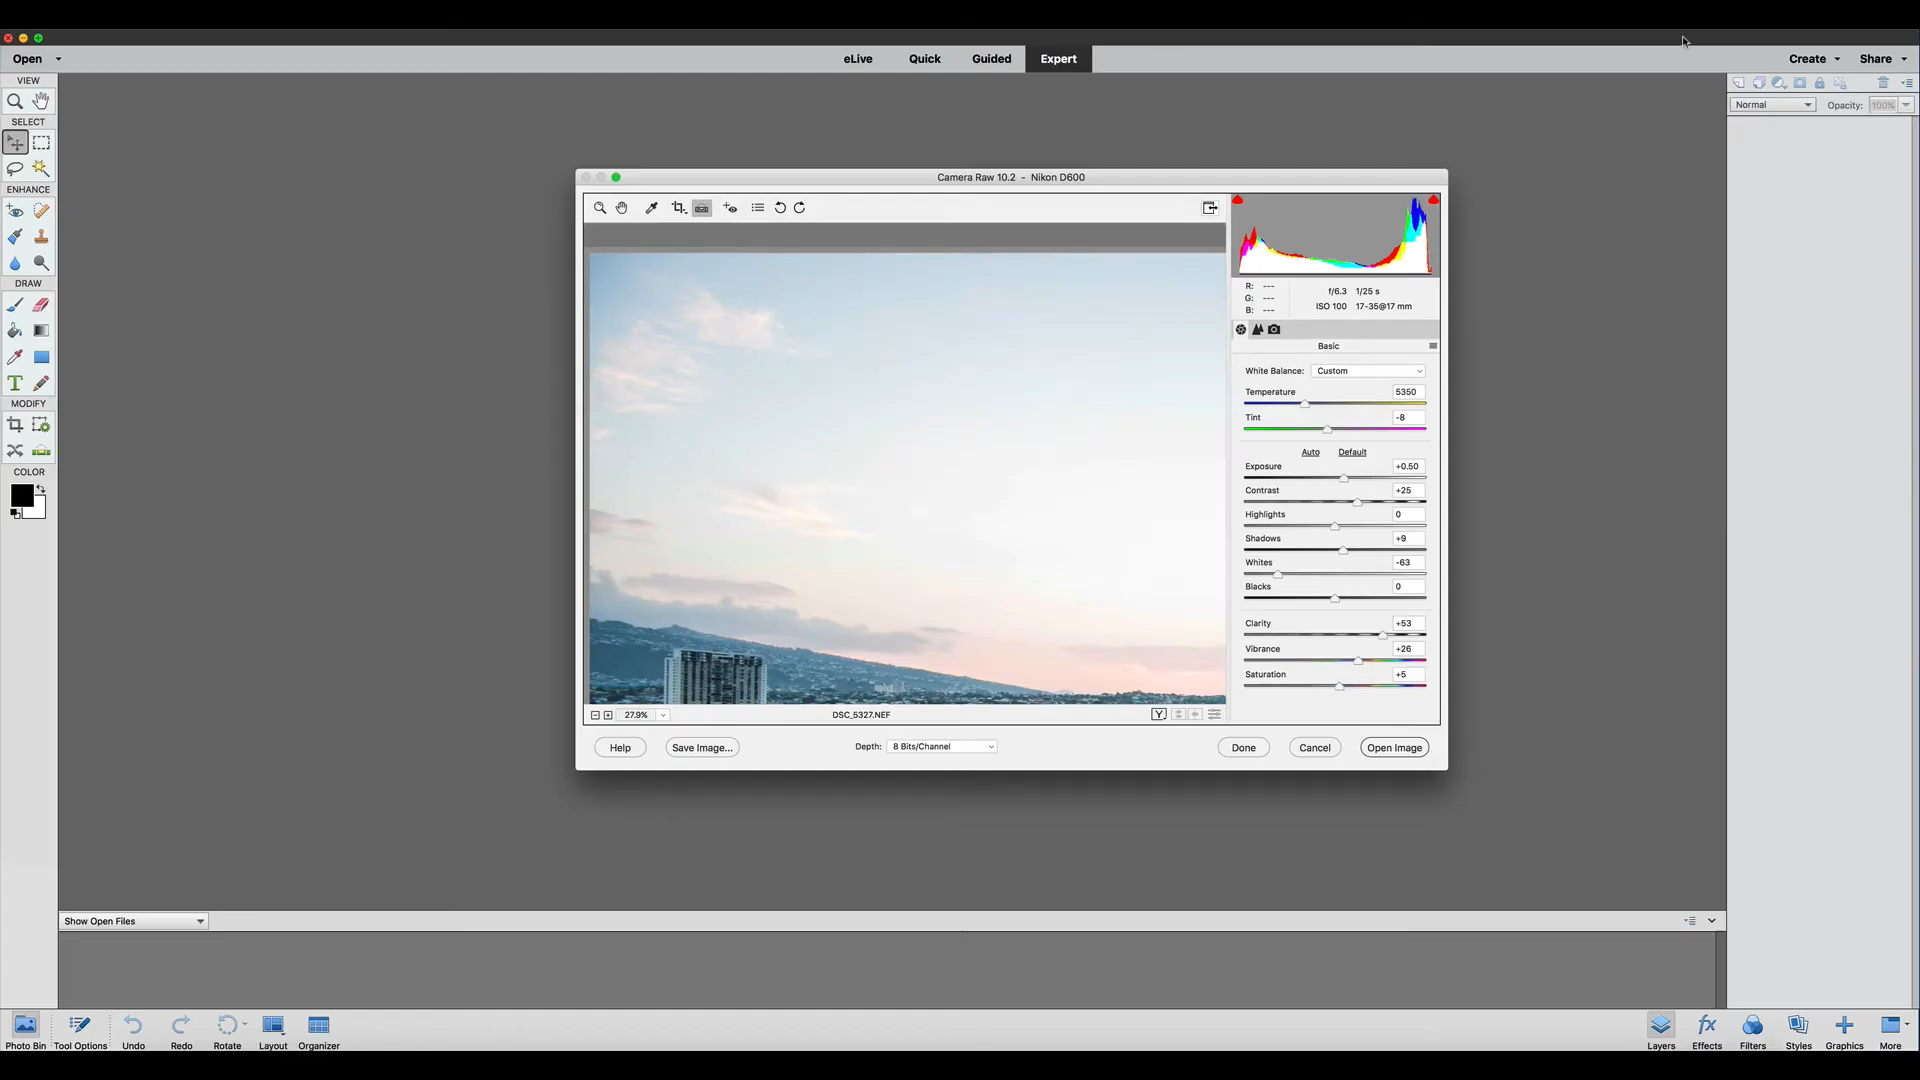 Open
eLive
Quick
Guided
Expert
Create
Share
VIEW
SELECT
ENHANCE
DRAW
MODIFY
COLOR
Normal
Opacity: 100%
Camera Raw 10.2 - Nikon D600
R: ---
G: ---
B: ---
f/6.3 1/25 s
ISO 100 17-35@17 mm
Basic
White Balance: Custom
Temperature 5350
Tint -8
Auto Default
Exposure +0.50
Contrast +25
Highlights 0
Shadows +9
Whites -63
Blacks 0
Clarity +53
Vibrance +26
Saturation +5
27.9%
DSC_5327.NEF
Y
Help
Save Image...
Depth: 8 Bits/Channel
Done
Cancel
Open Image
Show Open Files
Photo Bin
Tool Options
Undo
Redo
Rotate
Layout
Organizer
Layers
fx
Effects
Filters
Styles
Graphics
More